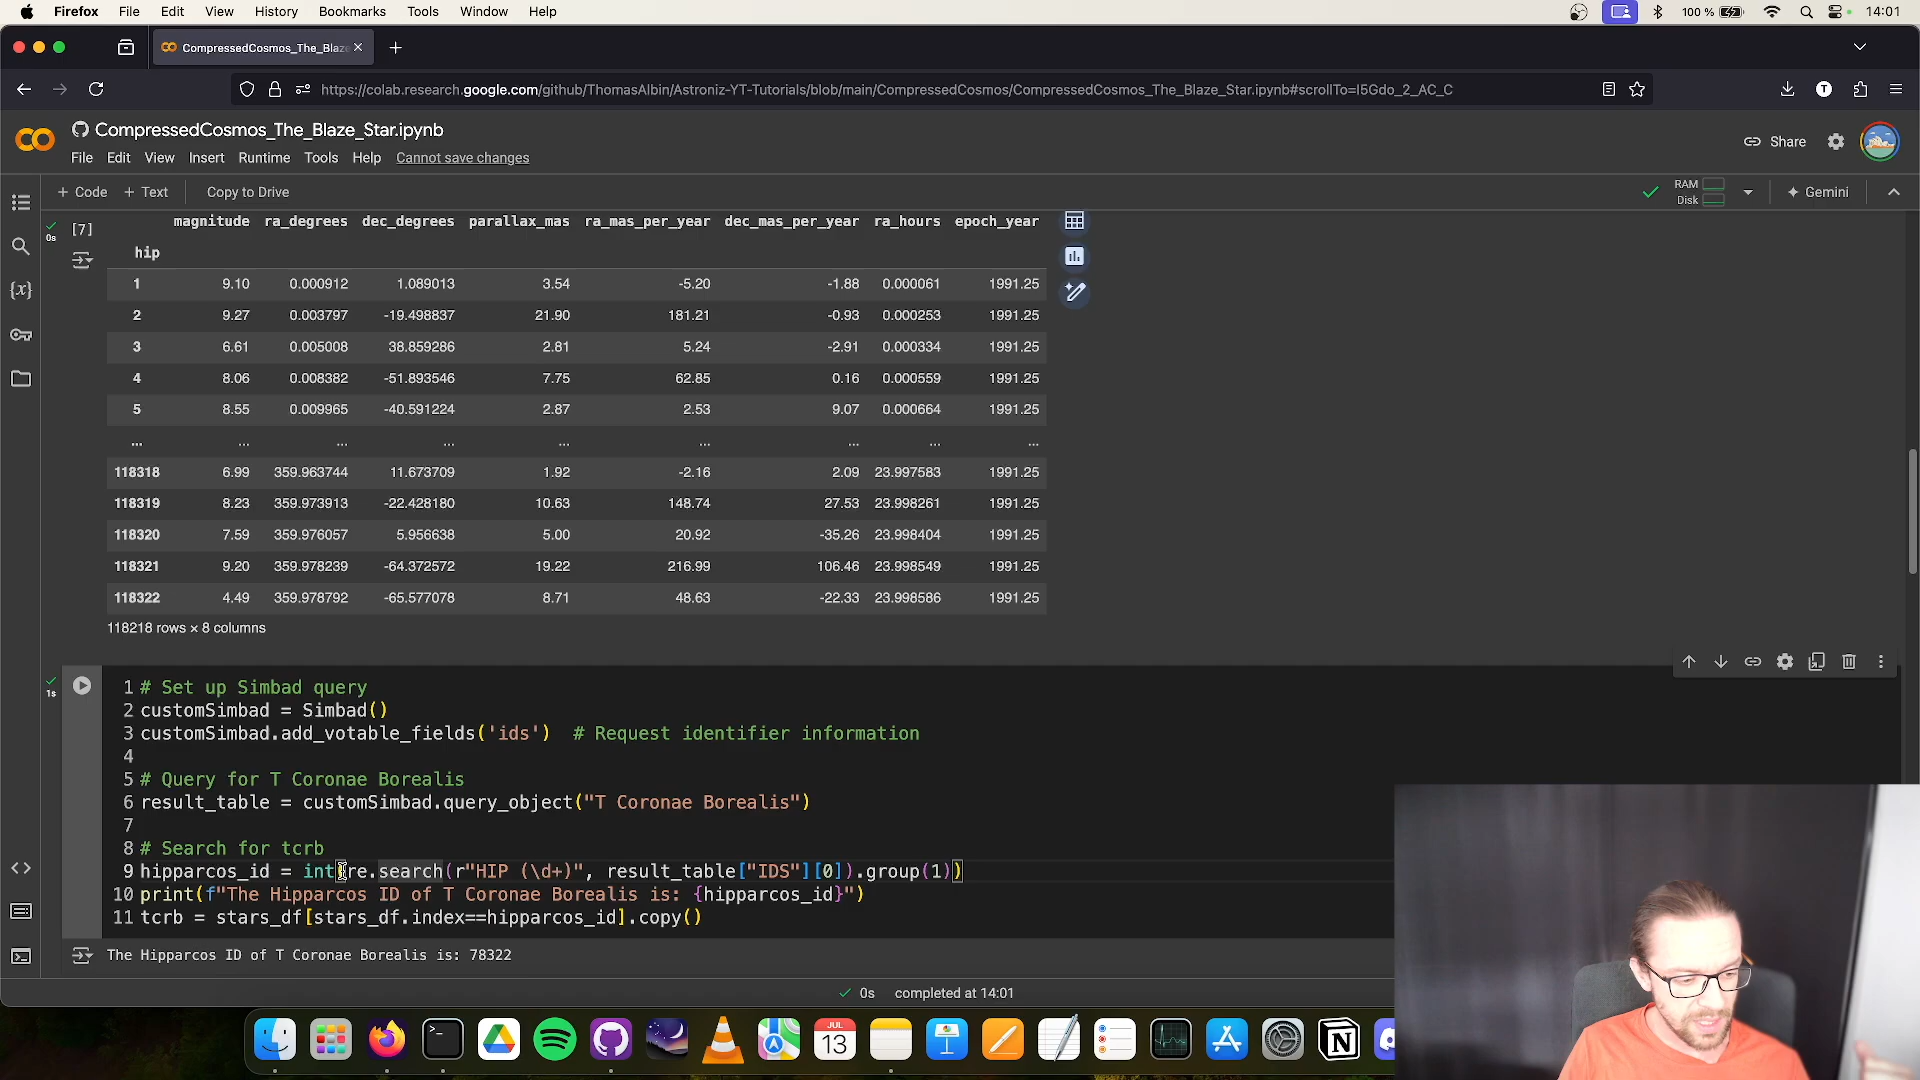 Firefox File Edit View History Bookmarks Tools Window Help 100 % 14:01
CompressedCosmos_The_Blaze
https://colab.research.google.com/github/ThomasAlbin/Astroniz-YT-Tutorials/blob/main/CompressedCosmos/CompressedCosmos_The_Blaze_Star.ipynb#scrollTo=I5Gdo_2_AC_C
T
CompressedCosmos_The_Blaze_Star.ipynb
Share
File Edit View Insert Runtime Tools Help Cannot save changes
+ Code + Text Copy to Drive
RAM
Disk
Gemini
magnitude ra_degrees dec_degrees parallax_mas ra_mas_per_year dec_mas_per_year ra_hours epoch_year
[7]
0s
hip
1 9.10 0.000912 1.089013 3.54 -5.20 -1.88 0.000061 1991.25
2 9.27 0.003797 -19.498837 21.90 181.21 -0.93 0.000253 1991.25
3 6.61 0.005008 38.859286 2.81 5.24 -2.91 0.000334 1991.25
4 8.06 0.008382 -51.893546 7.75 62.85 0.16 0.000559 1991.25
5 8.55 0.009965 -40.591224 2.87 2.53 9.07 0.000664 1991.25
... ... ... ... ... ... ... ... ...
118318 6.99 359.963744 11.673709 1.92 -2.16 2.09 23.997583 1991.25
118319 8.23 359.973913 -22.428180 10.63 148.74 27.53 23.998261 1991.25
118320 7.59 359.976057 5.956638 5.00 20.92 -35.26 23.998404 1991.25
118321 9.20 359.978239 -64.372572 19.22 216.99 106.46 23.998549 1991.25
118322 4.49 359.978792 -65.577078 8.71 48.63 -22.33 23.998586 1991.25
118218 rows × 8 columns
1s
1 # Set up Simbad query
2 customSimbad = Simbad()
3 customSimbad.add_votable_fields('ids') # Request identifier information
4
5 # Query for T Coronae Borealis
6 result_table = customSimbad.query_object("T Coronae Borealis")
7
8 # Search for tcrb
9 hipparcos_id = int(re.search(r"HIP (\d+)", result_table["IDS"][0]).group(1))
10 print(f"The Hipparcos ID of T Coronae Borealis is: {hipparcos_id}")
11 tcrb = stars_df[stars_df.index==hipparcos_id].copy()
The Hipparcos ID of T Coronae Borealis is: 78322
0s completed at 14:01
JUL
13